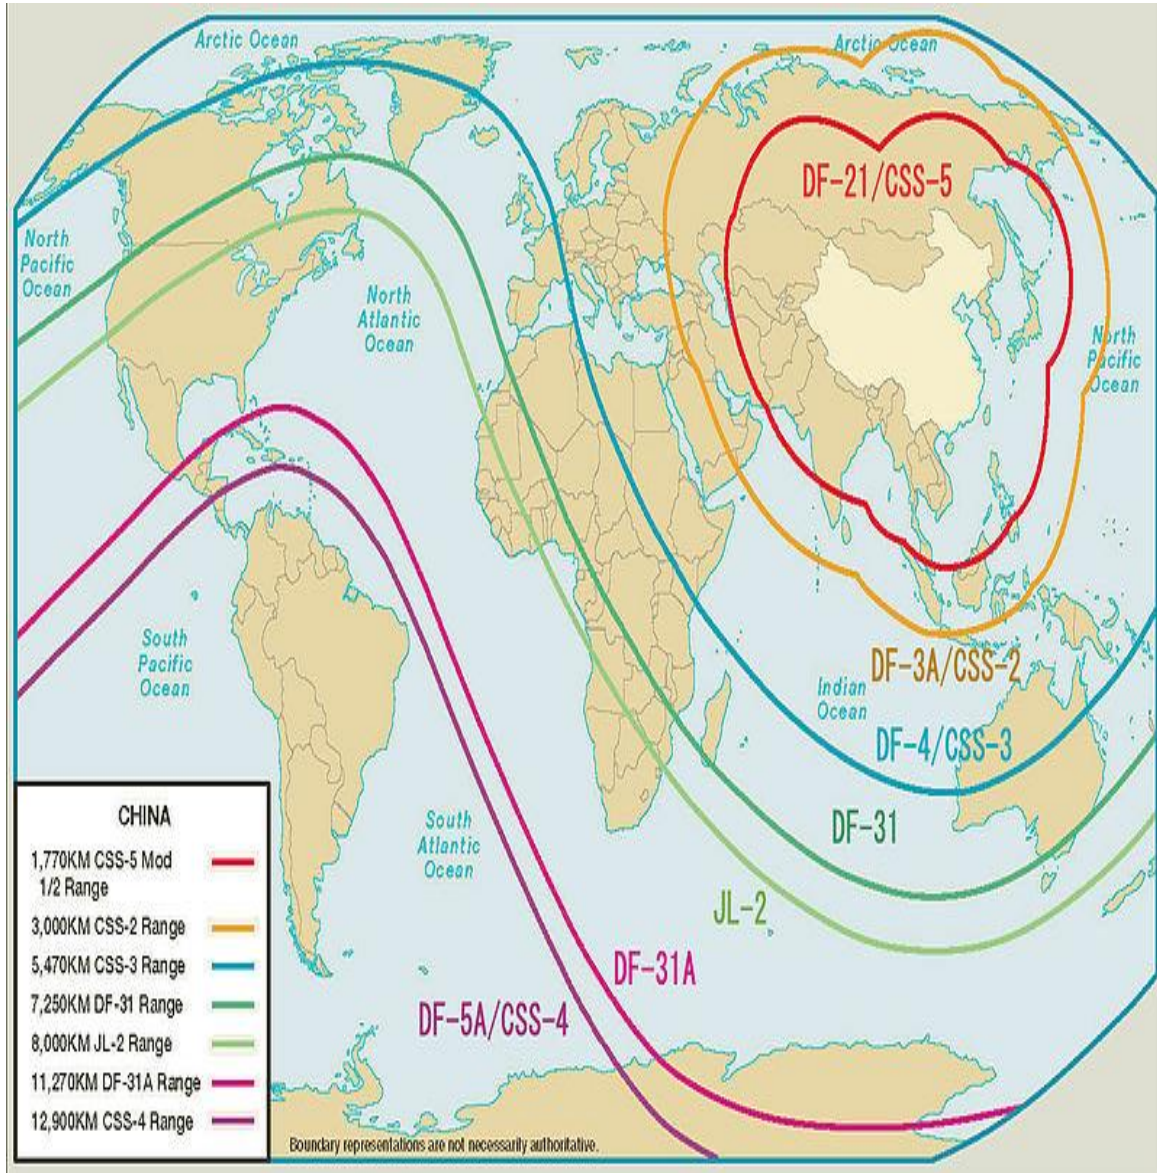 Arctic Ocean
Arctic Ocean
DF-21/CSS-5
North
Pacific
Ocean
North
Atlantic
Ocean
North
Pacific
Ocean
South
Pacific
Ocean
DF-3A/CSS-2
Indian
Ocean
DF-4/CSS-3
DF-31
South
Atlantic
Ocean
JL-2
DF-31A
DF-5A/CSS-4
CHINA
1,770KM CSS-5 Mod
1/2 Range
3,000KM CSS-2 Range
5,470KM CSS-3 Range
7,250KM DF-31 Range
8,000KM JL-2 Range
11,270KM DF-31A Range
12,900KM CSS-4 Range
Boundary representations are not necessarily authoritative.